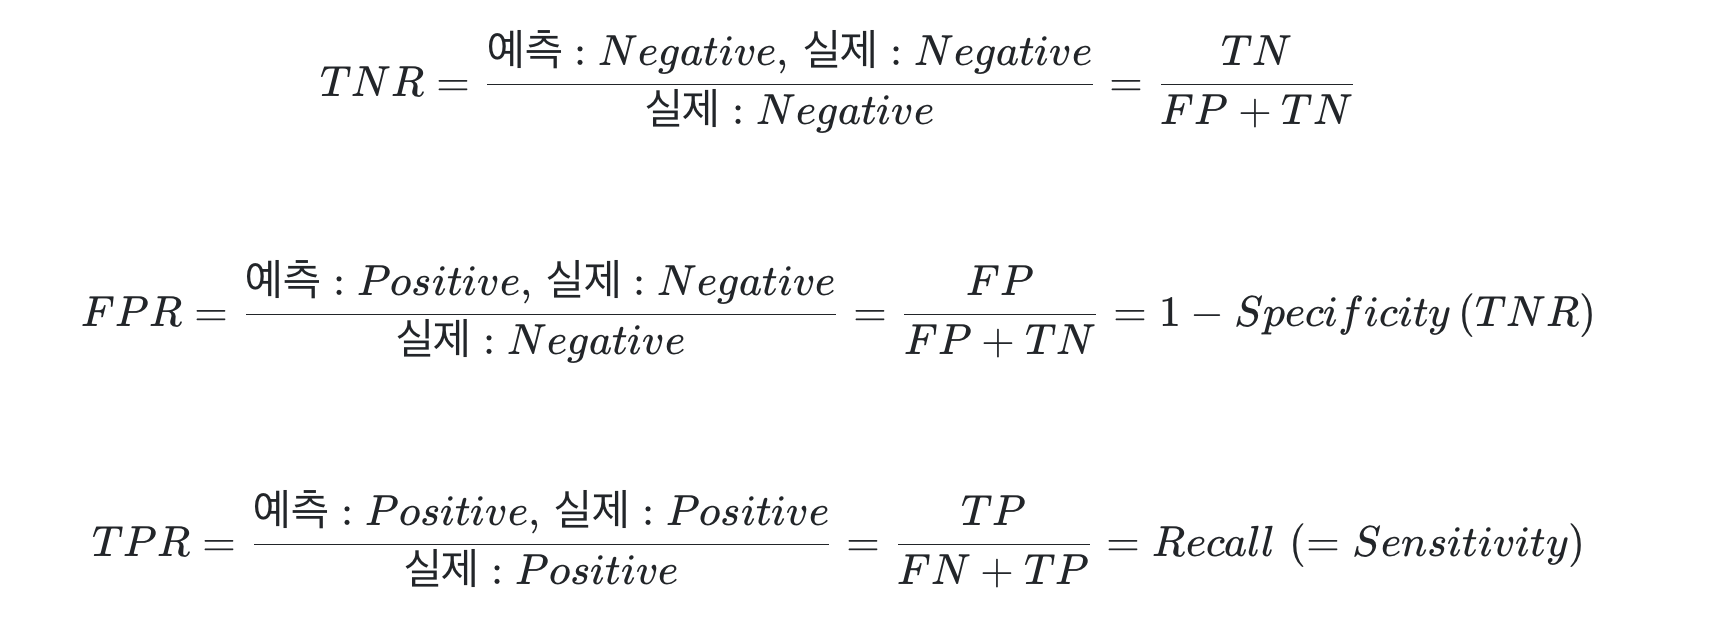 TNR = 예측 : Negative, 실제 : Negative / 실제 : Negative = TN / FP + TN
FPR = 예측 : Positive, 실제 : Negative / 실제 : Negative = FP / FP + TN = 1 − Specificity (TNR)
TPR = 예측 : Positive, 실제 : Positive / 실제 : Positive = TP / FN + TP = Recall (= Sensitivity)